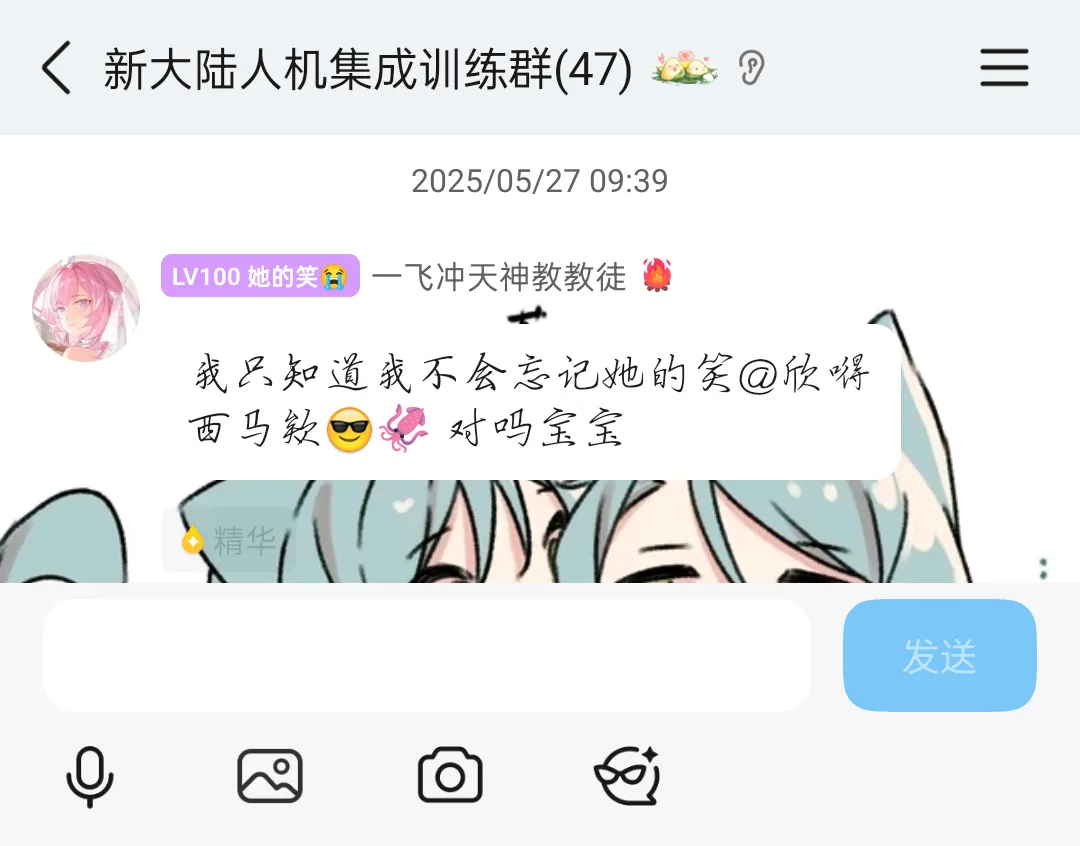 新大陆人机集成训练群(47)
2025/05/27 09:39
LV100 她的笑😭 一飞冲天神教教徒 🔥
我只知道我不会忘记她的笑@欣嘚
西马欸😎🦑 对吗宝宝
精华
发送